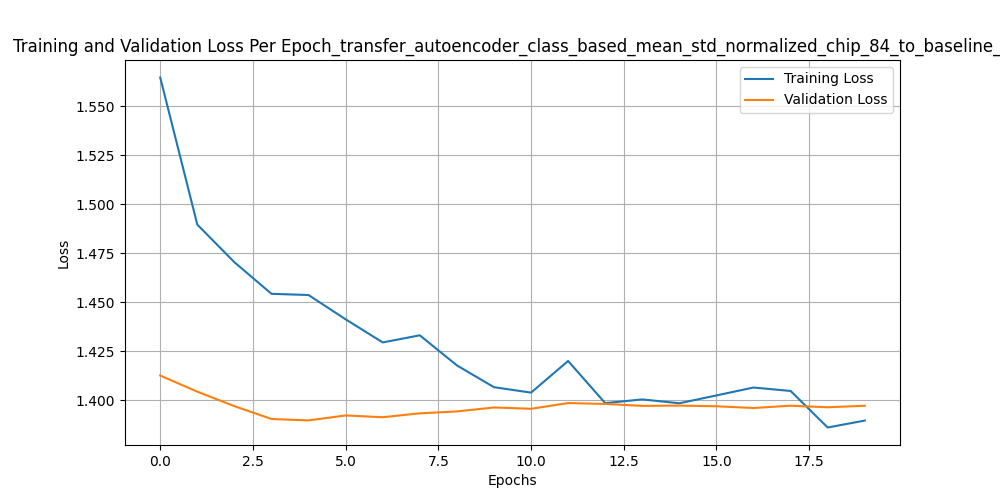 Training and Validation Loss Per Epoch_transfer_autoencoder_class_based_mean_std_normalized_chip_84_to_baseline_
Training Loss
Validation Loss
1.550
1.525
1.500
1.475
1.450
1.425
1.400
Loss
0.0 2.5 5.0 7.5 10.0 12.5 15.0 17.5
Epochs